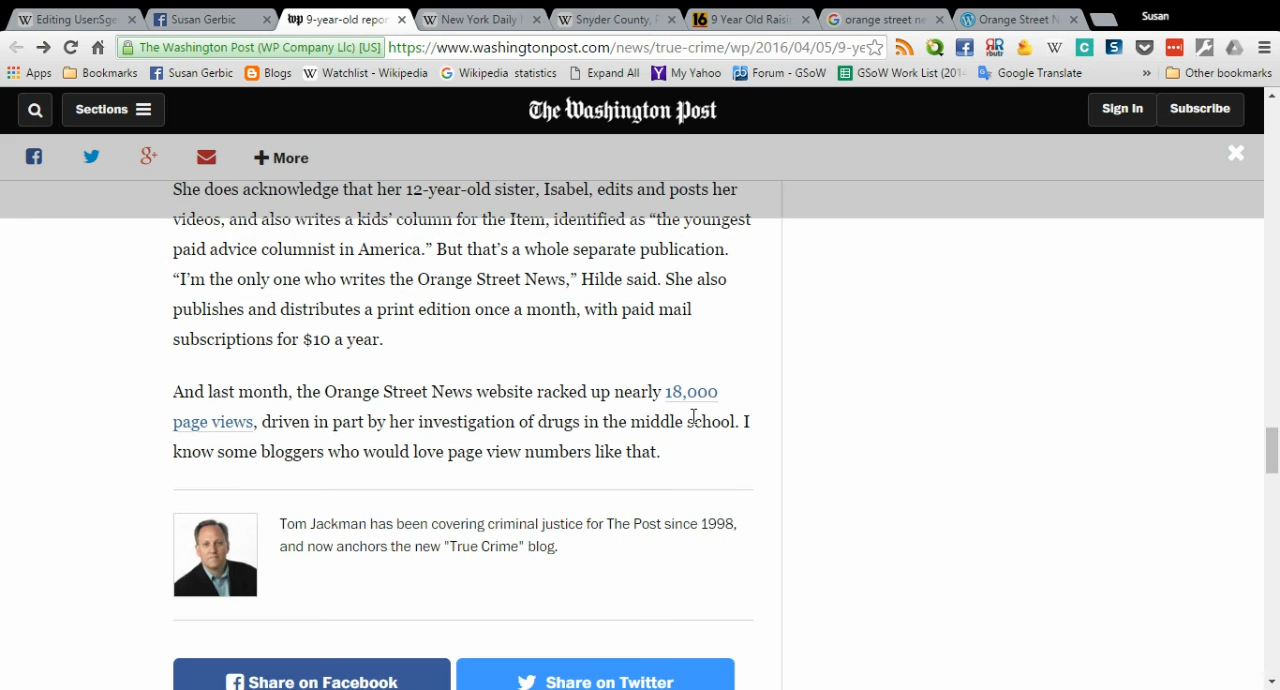 Susan
Editing User:Sge
Susan Gerbic
wp 9-year-old repor
New York Daily
Snyder County,
16 9 Year Old Raisi
orange street ne
Orange Street N
The Washington Post (WP Company Llc) [US] https://www.washingtonpost.com/news/true-crime/wp/2016/04/05/9-ye
Apps Bookmarks Susan Gerbic Blogs Watchlist - Wikipedia Wikipedia statistics Expand All My Yahoo Forum - GSoW GSoW Work List (201 Google Translate » Other bookmarks
Sections The Washington Post Sign In Subscribe
+ More
She does acknowledge that her 12-year-old sister, Isabel, edits and posts her
videos, and also writes a kids’ column for the Item, identified as “the youngest
paid advice columnist in America.” But that’s a whole separate publication.
“I’m the only one who writes the Orange Street News,” Hilde said. She also
publishes and distributes a print edition once a month, with paid mail
subscriptions for $10 a year.
And last month, the Orange Street News website racked up nearly 18,000
page views, driven in part by her investigation of drugs in the middle school. I
know some bloggers who would love page view numbers like that.
Tom Jackman has been covering criminal justice for The Post since 1998,
and now anchors the new "True Crime" blog.
Share on Facebook Share on Twitter